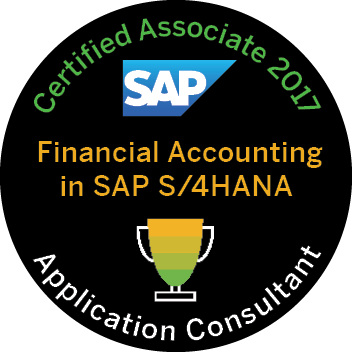 Certified Associate 2017
SAP
Financial Accounting
in SAP S/4HANA
Application Consultant